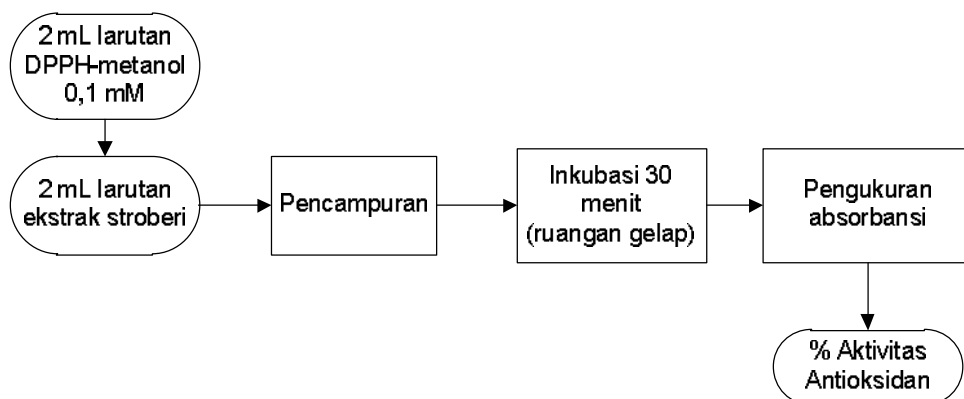 2 mL larutan
DPPH-metanol
0,1 mM
2 mL larutan
ekstrak stroberi
Pencampuran
Inkubasi 30
menit
(ruangan gelap)
Pengukuran
absorbansi
% Aktivitas
Antioksidan